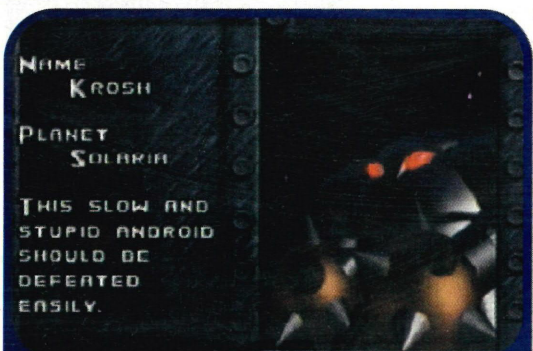 NAME
KROSH
PLANET
SOLARIA
THIS SLOW AND
STUPID ANDROID
SHOULD BE
DEFEATED
EASILY.